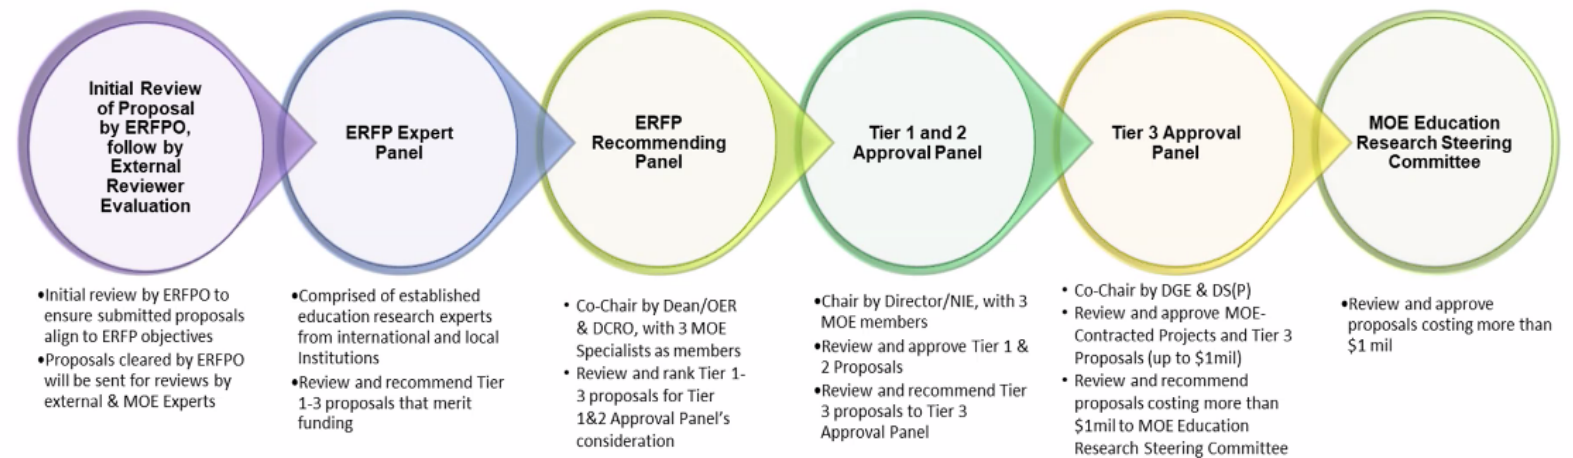 Initial Review
of Proposal
by ERFPO,
follow by
External
Reviewer
Evaluation
ERFP Expert
Panel
ERFP
Recommending
Panel
Tier 1 and 2
Approval Panel
Tier 3 Approval
Panel
MOE Education
Research Steering
Committee
•Initial review by ERFPO to
ensure submitted proposals
align to ERFP objectives
•Proposals cleared by ERFPO
will be sent for reviews by
external & MOE Experts
•Comprised of established
education research experts
from international and local
Institutions
•Review and recommend Tier
1-3 proposals that merit
funding
• Co-Chair by Dean/OER
& DCRO, with 3 MOE
Specialists as members
• Review and rank Tier 1-
3 proposals for Tier
1&2 Approval Panel's
consideration
•Chair by Director/NIE, with 3
MOE members
•Review and approve Tier 1 &
2 Proposals
•Review and recommend Tier
3 proposals to Tier 3
Approval Panel
• Co-Chair by DGE & DS(P)
• Review and approve MOE-
Contracted Projects and Tier 3
Proposals (up to $1mil)
• Review and recommend
proposals costing more than
$1mil to MOE Education
Research Steering Committee
•Review and approve
proposals costing more than
$1 mil